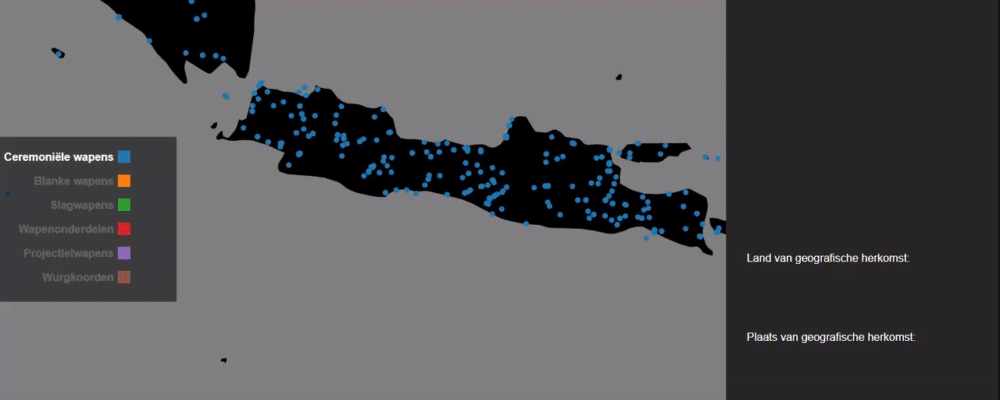 Ceremoniële wapens
Blanke wapens
Slagwapens
Wapenonderdelen
Projectielwapens
Wurgkoorden
Land van geografische herkomst:
Plaats van geografische herkomst: